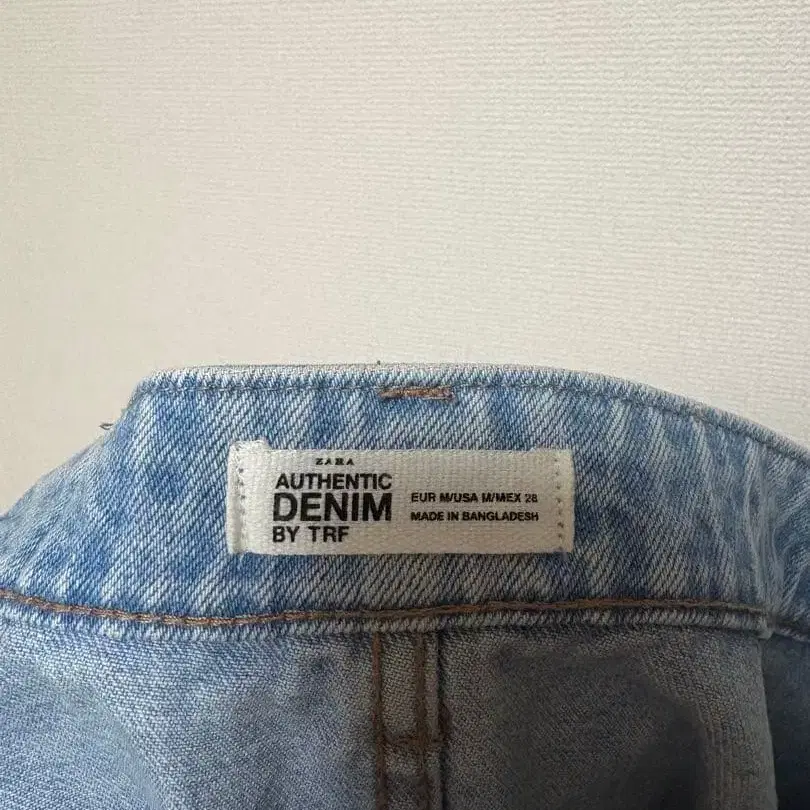 ZARA
AUTHENTIC
DENIM
BY TRF
EUR M/USA M/MEX 28
MADE IN BANGLADESH